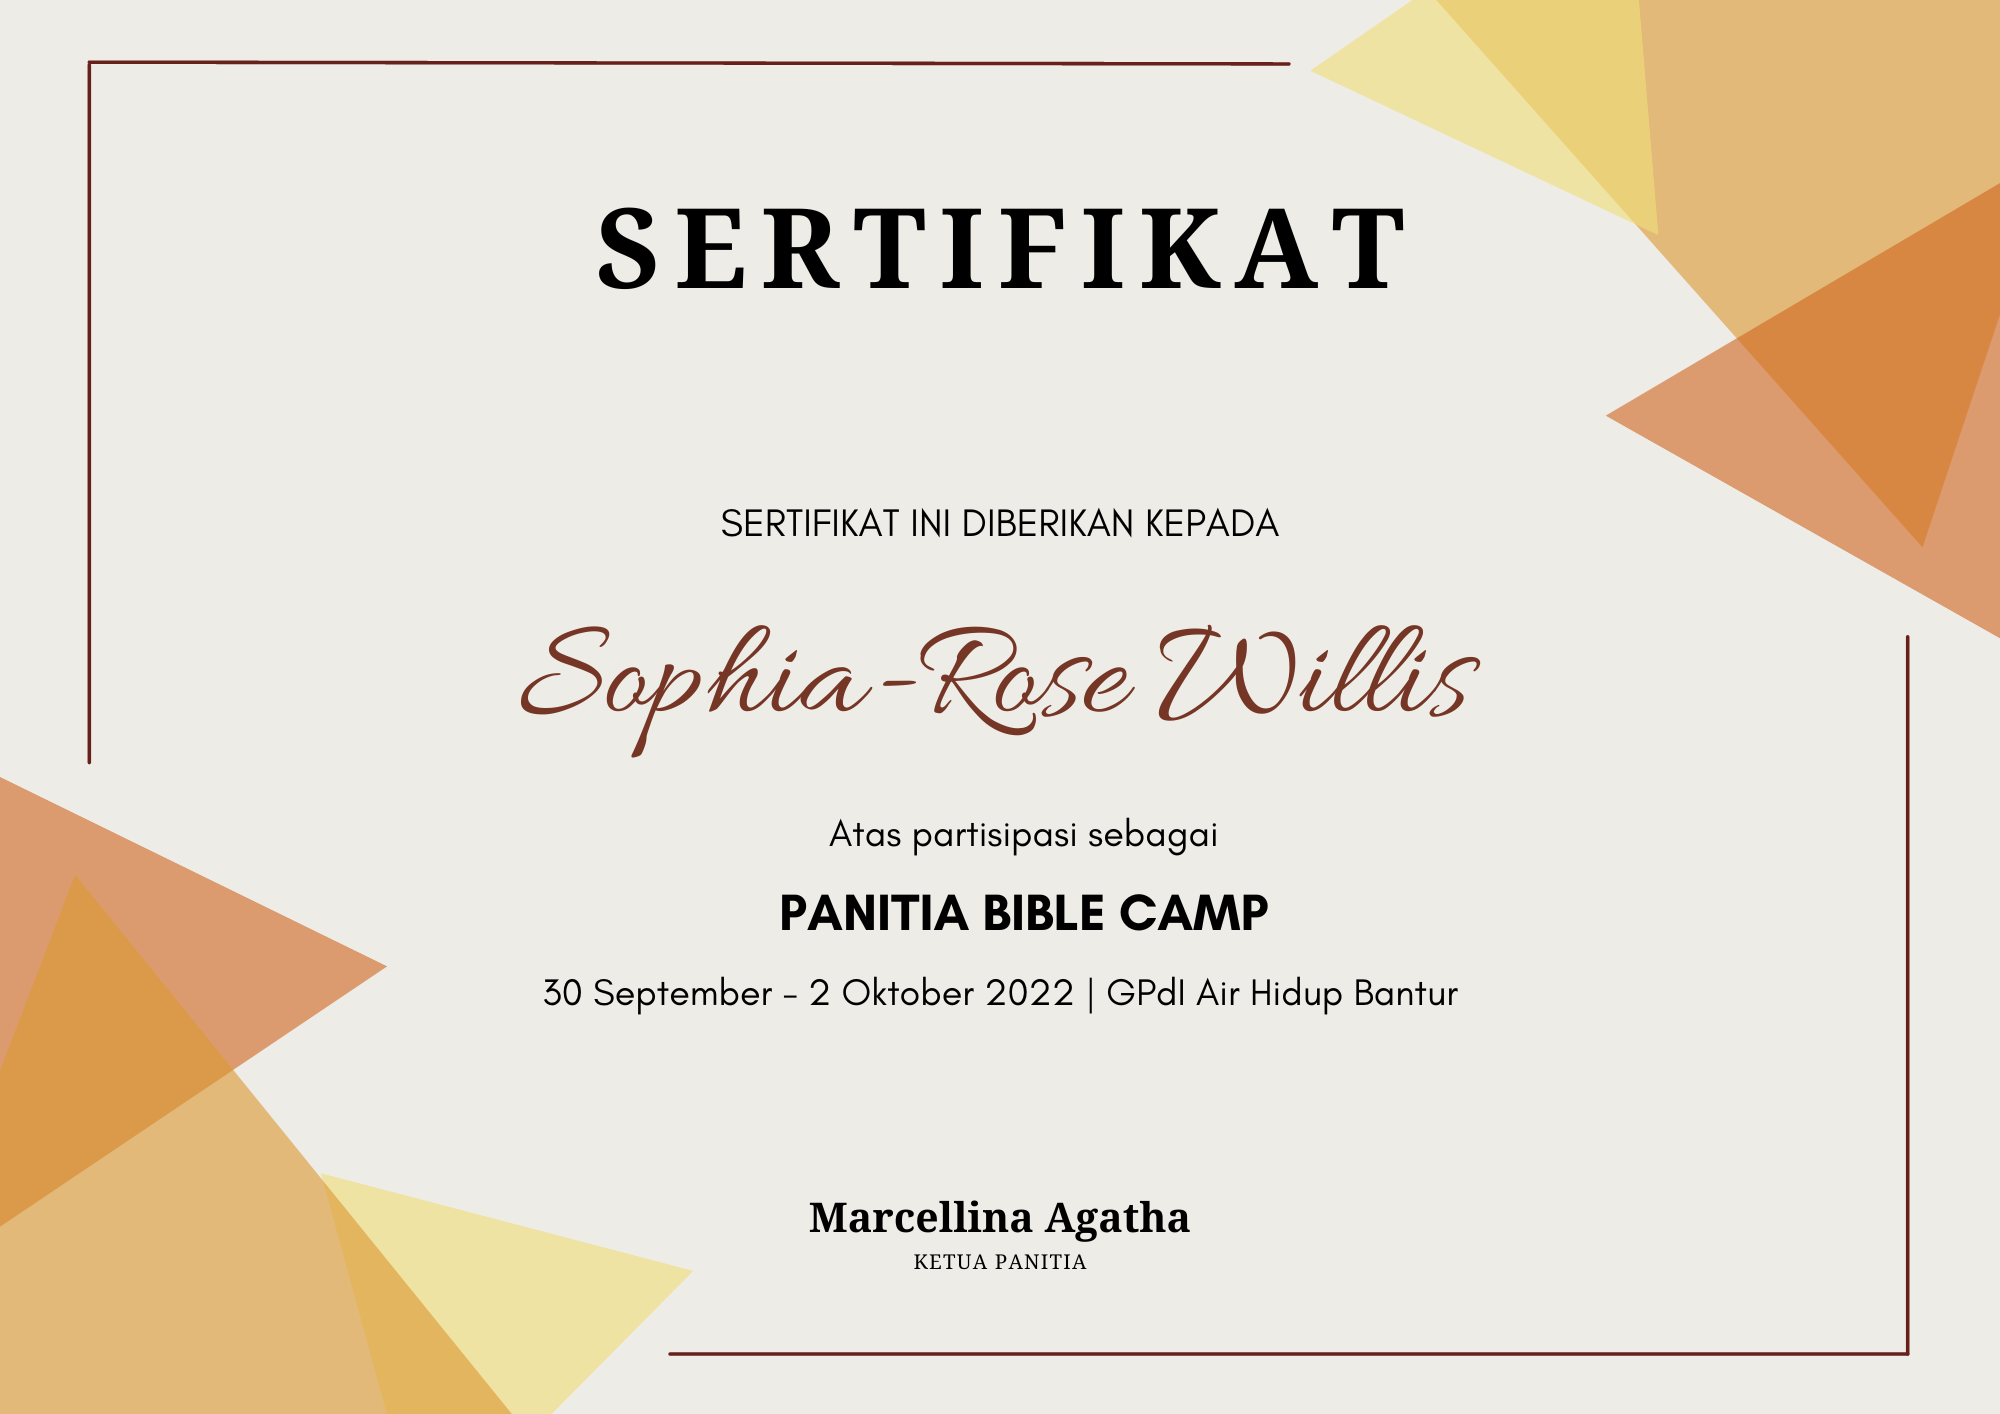 SERTIFIKAT
SERTIFIKAT INI DIBERIKAN KEPADA
Sophia-Rose Willis
Atas partisipasi sebagai
PANITIA BIBLE CAMP
30 September - 2 Oktober 2022 | GPdI Air Hidup Bantur
Marcellina Agatha
KETUA PANITIA